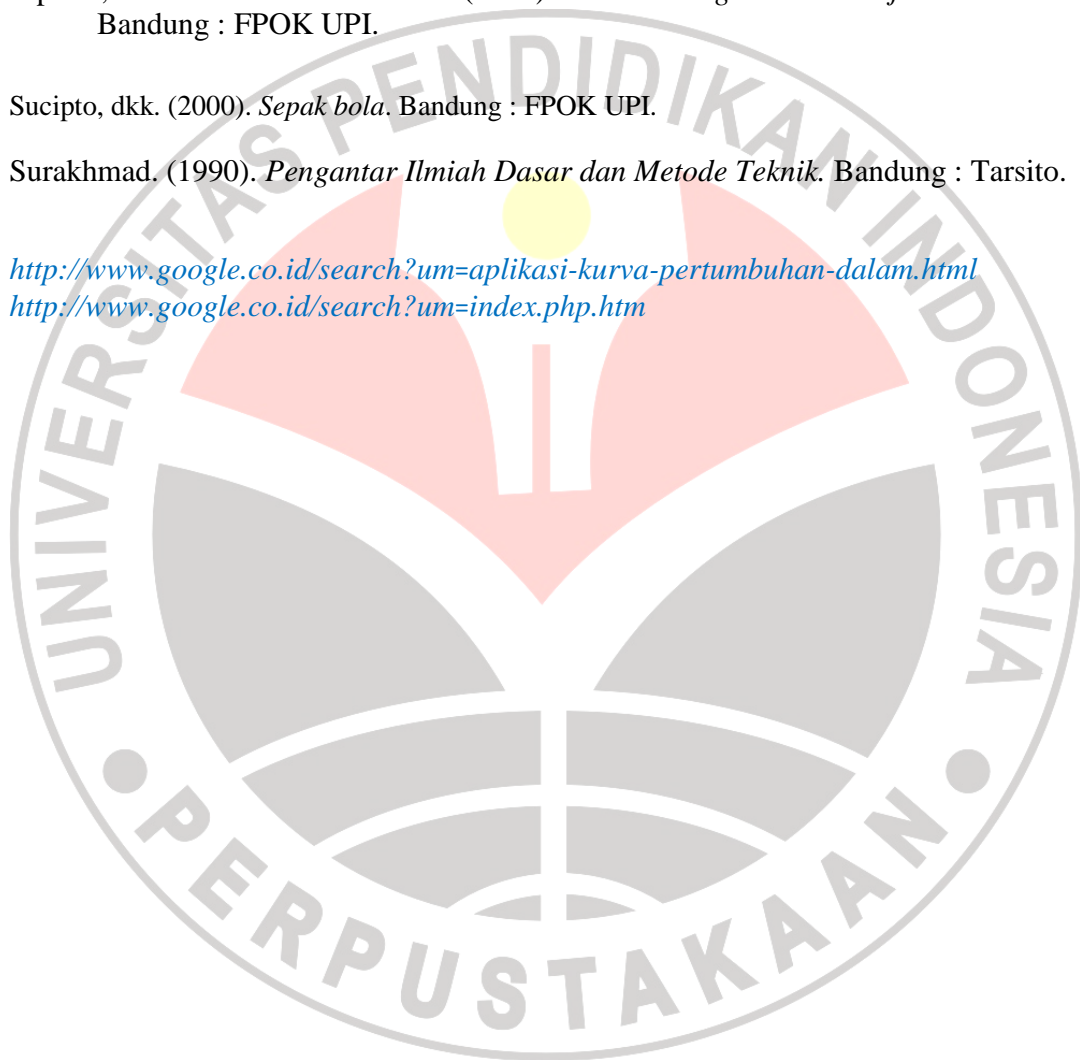 Bandung : FPOK UPI.
Sucipto, dkk. (2000). Sepak bola. Bandung : FPOK UPI.
Surakhmad. (1990). Pengantar Ilmiah Dasar dan Metode Teknik. Bandung : Tarsito.
http://www.google.co.id/search?um=aplikasi-kurva-pertumbuhan-dalam.html
http://www.google.co.id/search?um=index.php.htm
UNIVERSITAS PENDIDIKAN INDONESIA
PERPUSTAKAAN